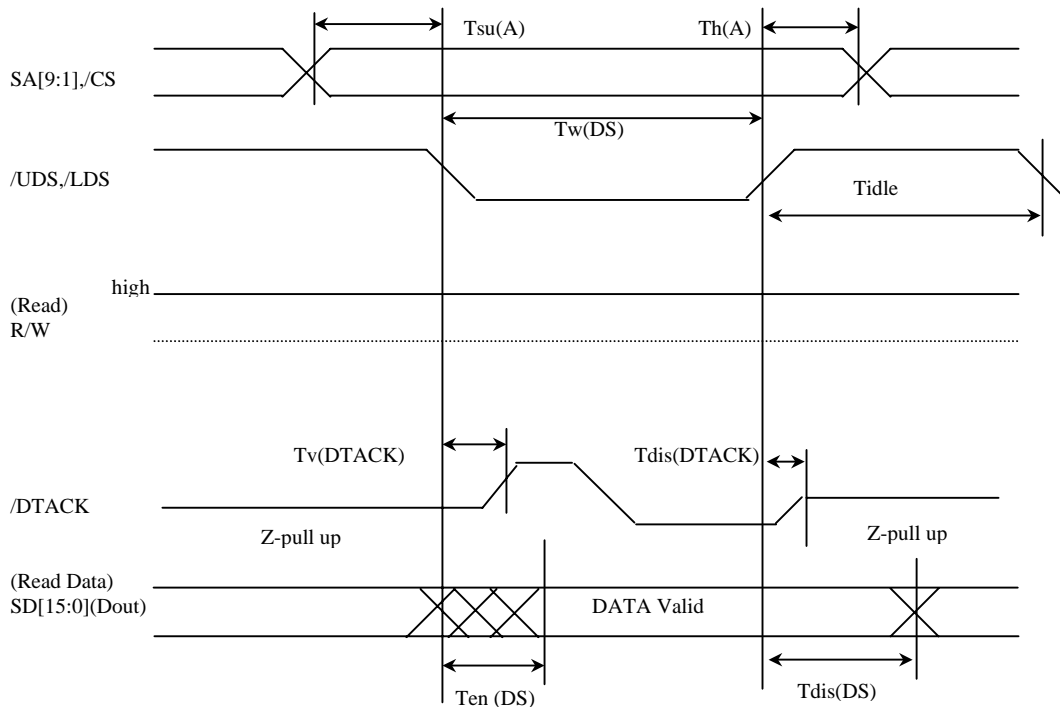 Tsu(A)
Th(A)
SA[9:1],/CS
Tw(DS)
/UDS,/LDS
Tidle
high
(Read)
R/W
Tv(DTACK)
Tdis(DTACK)
/DTACK
Z-pull up
Z-pull up
(Read Data)
SD[15:0](Dout)
DATA Valid
Ten (DS)
Tdis(DS)